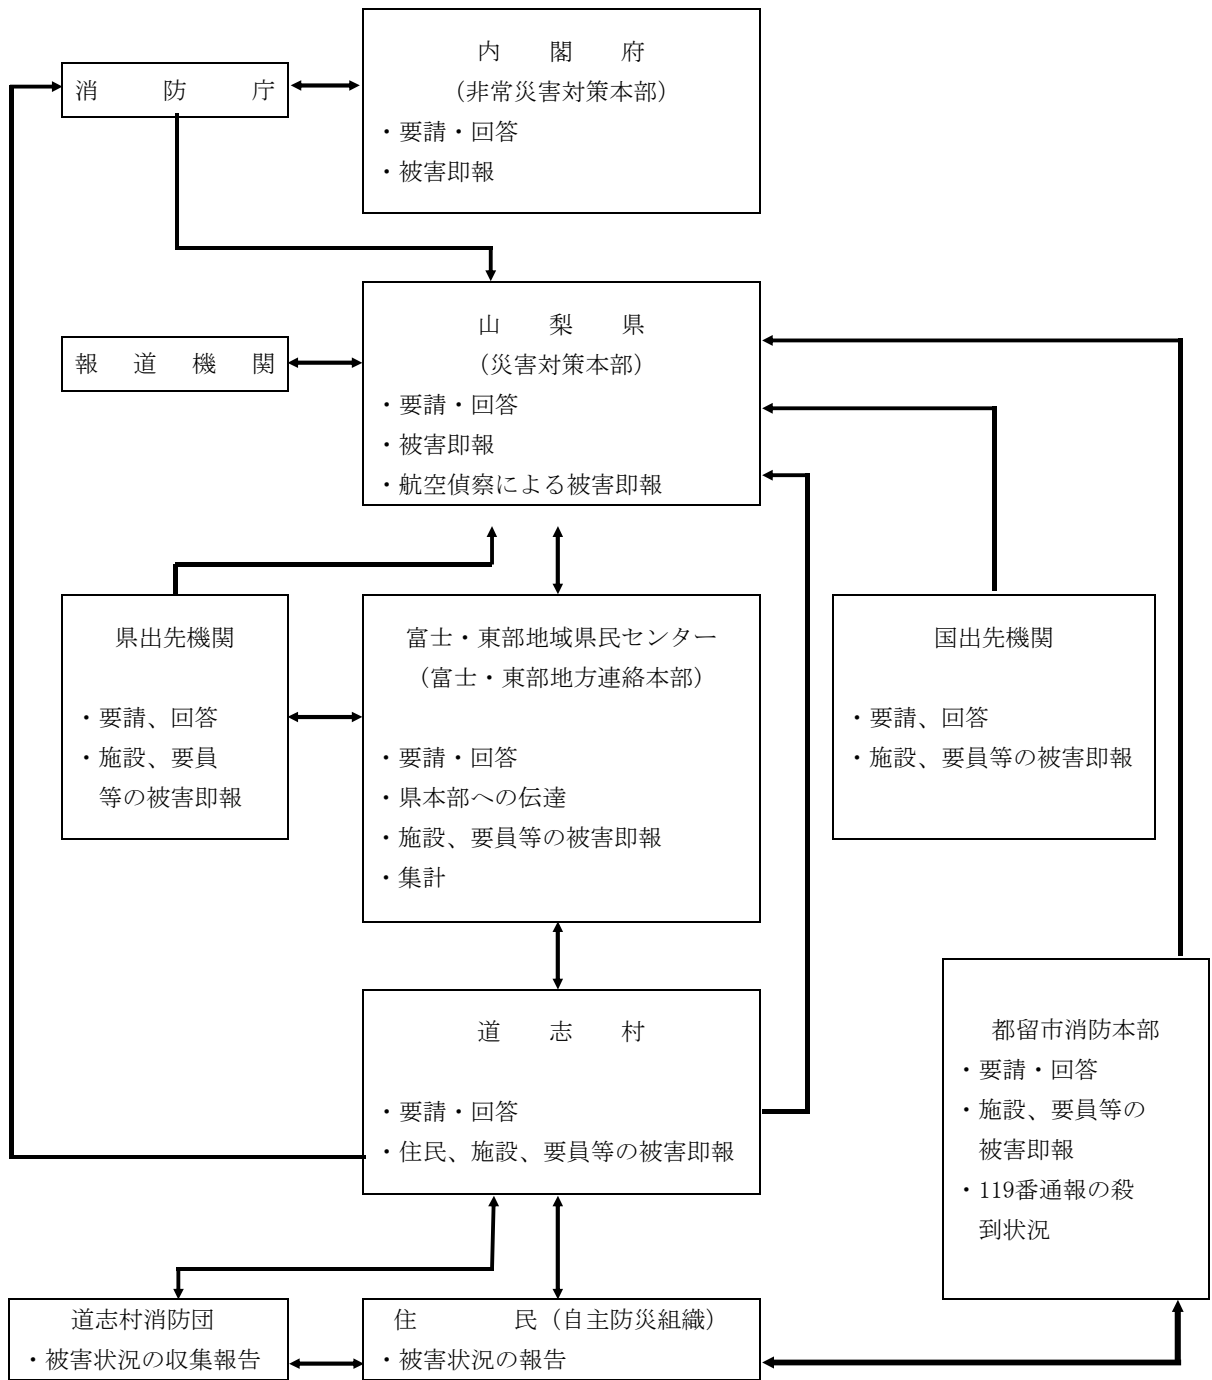 内　閣　府
（非常災害対策本部）
・要請・回答
・被害即報
消　防　庁
山　梨　県
（災害対策本部）
・要請・回答
・被害即報
・航空偵察による被害即報
報　道　機　関
県出先機関
・要請、回答
・施設、要員
等の被害即報
富士・東部地域県民センター
（富士・東部地方連絡本部）
・要請・回答
・県本部への伝達
・施設、要員等の被害即報
・集計
国出先機関
・要請、回答
・施設、要員等の被害即報
道　志　村
・要請・回答
・住民、施設、要員等の被害即報
都留市消防本部
・要請・回答
・施設、要員等の
被害即報
・119番通報の殺
到状況
道志村消防団
・被害状況の収集報告
住　　　民（自主防災組織）
・被害状況の報告